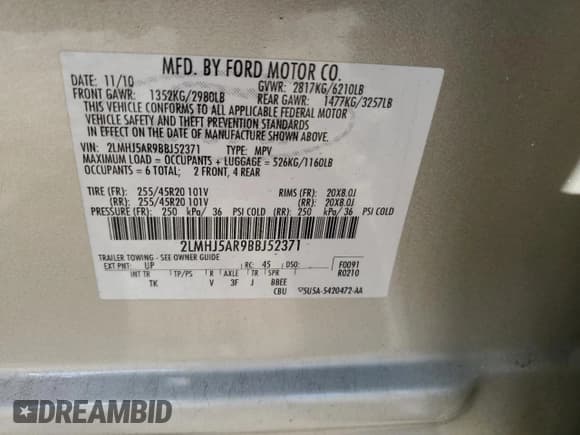 MFD. BY FORD MOTOR CO.
DATE: 11/10 GVWR: 2817KG/6210LB
FRONT GAWR: 1352KG/2980LB REAR GAWR: 1477KG/3257LB
THIS VEHICLE CONFORMS TO ALL APPLICABLE FEDERAL MOTOR
VEHICLE SAFETY AND THEFT PREVENTION STANDARDS
IN EFFECT ON THE DATE OF MANUFACTURE SHOWN ABOVE.
VIN: 2LMHJ5AR9BBJ52371 TYPE: MPV
MAXIMUM LOAD = OCCUPANTS + LUGGAGE = 526KG/1160LB
OCCUPANTS = 6 TOTAL; 2 FRONT, 4 REAR
TIRE (FR): 255/45R20 101V RIMS (FR): 20X8.0J
(RR): 255/45R20 101V (RR): 20X8.0J
PRESSURE (FR): 250 kPa/ 36 PSI COLD (RR): 250 kPa/ 36 PSI COLD
2LMHJ5AR9BBJ52371
TRAILER TOWING - SEE OWNER GUIDE
EXT PNT: UP RC: 45 DSO: F0091
INT TR TP/PS R AXLE TR SPR R0210
TK V 3F J BBEE
CBU 5U5A-5420472-AA
DREAMBID